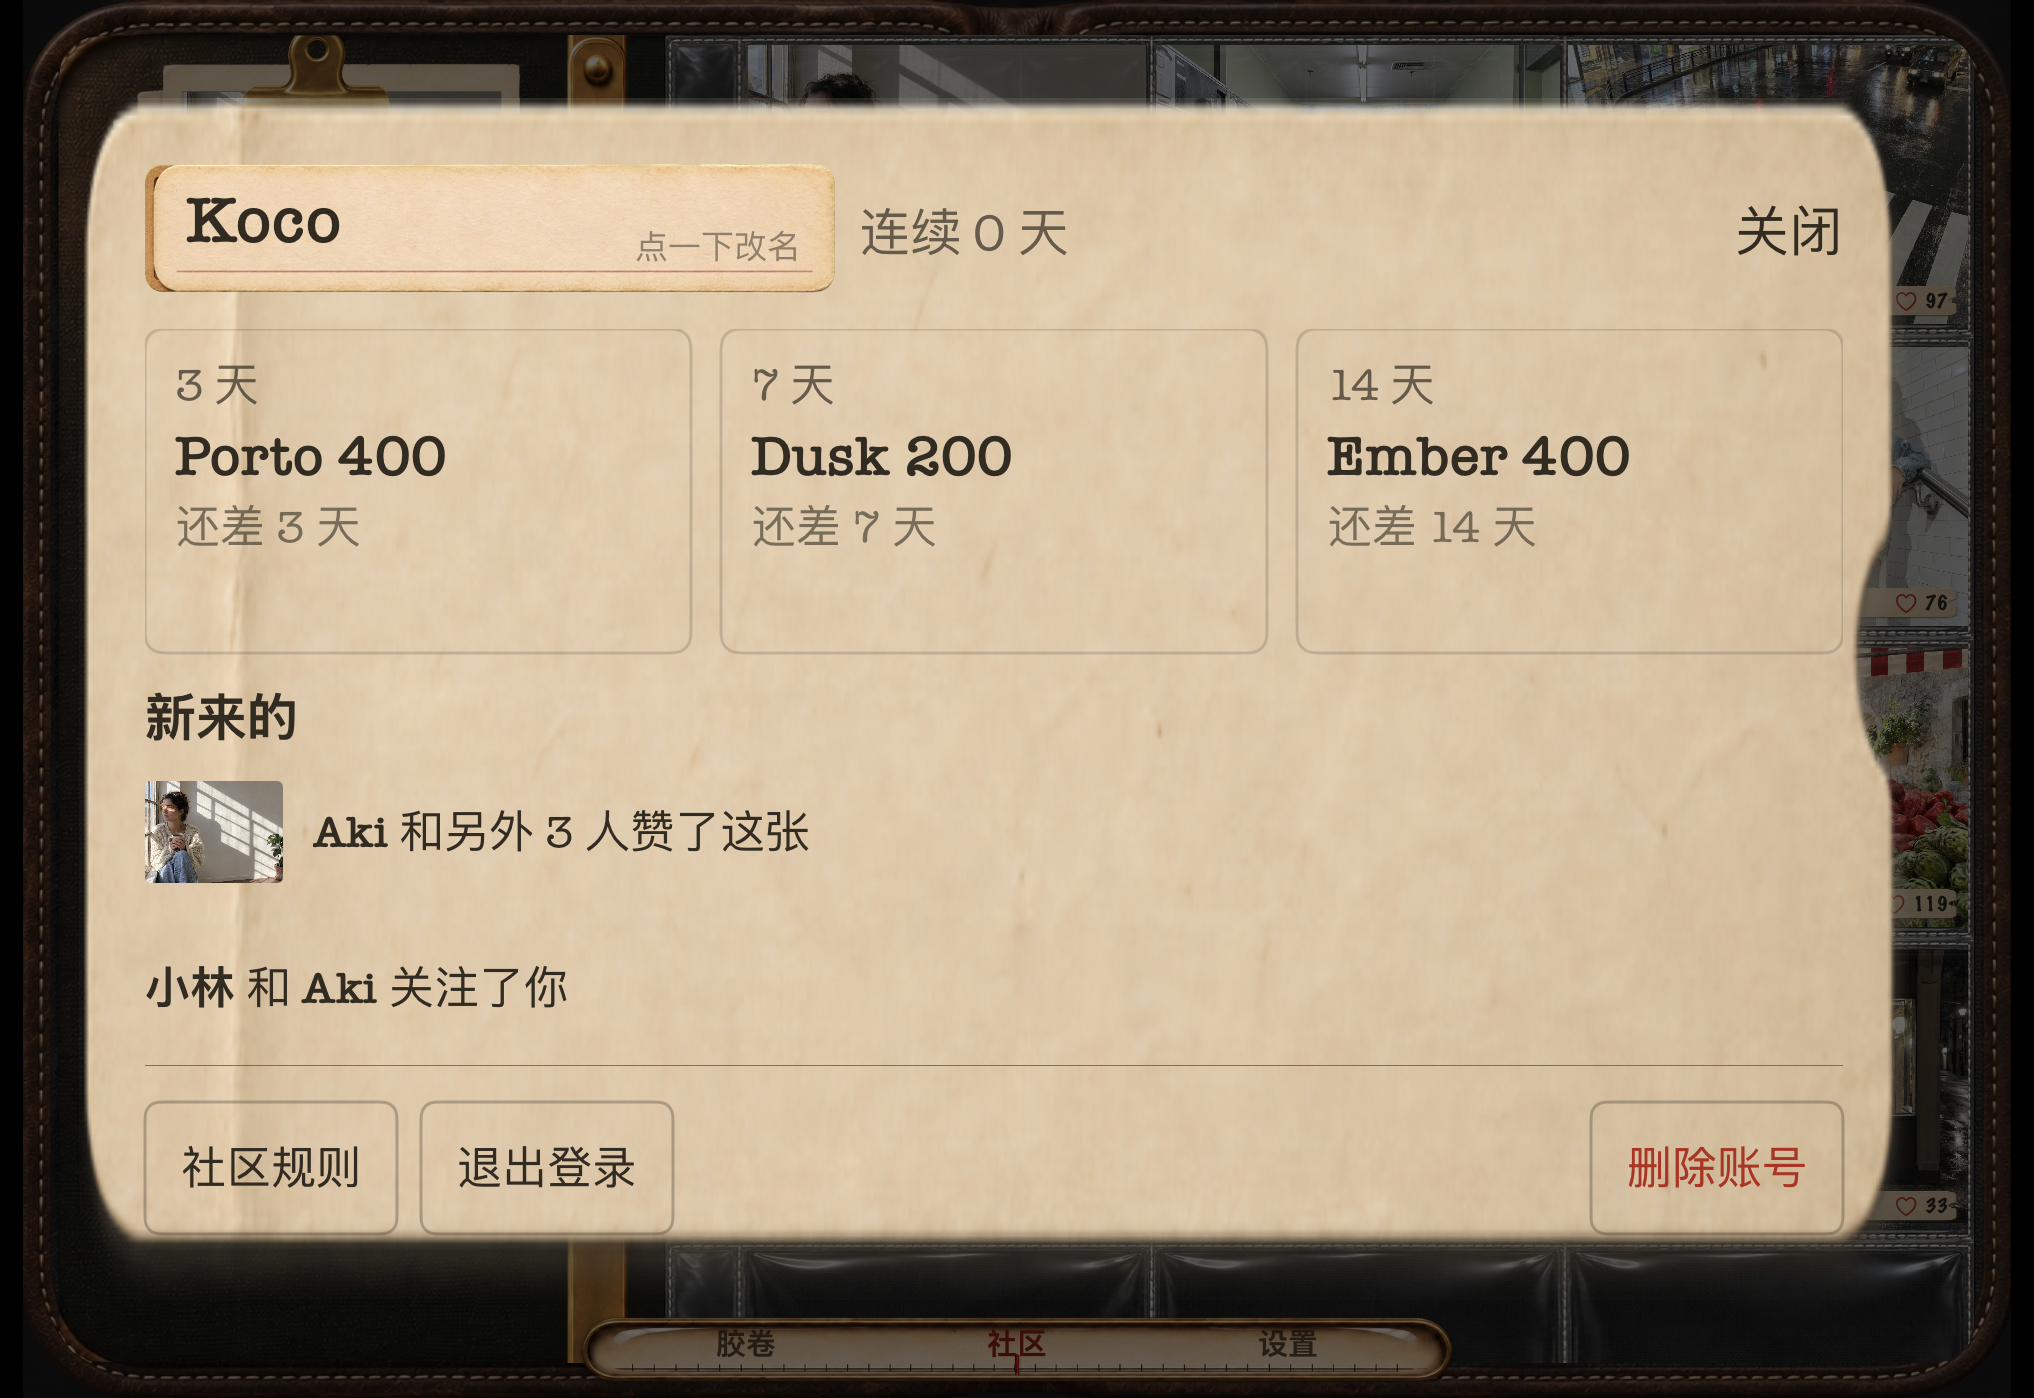 Koco
点一下改名
连续 0 天
关闭
3 天
Porto 400
还差 3 天
7 天
Dusk 200
还差 7 天
14 天
Ember 400
还差 14 天
新来的
Aki 和另外 3 人赞了这张
小林 和 Aki 关注了你
社区规则
退出登录
删除账号
97
76
119
33
胶卷
社区
设置